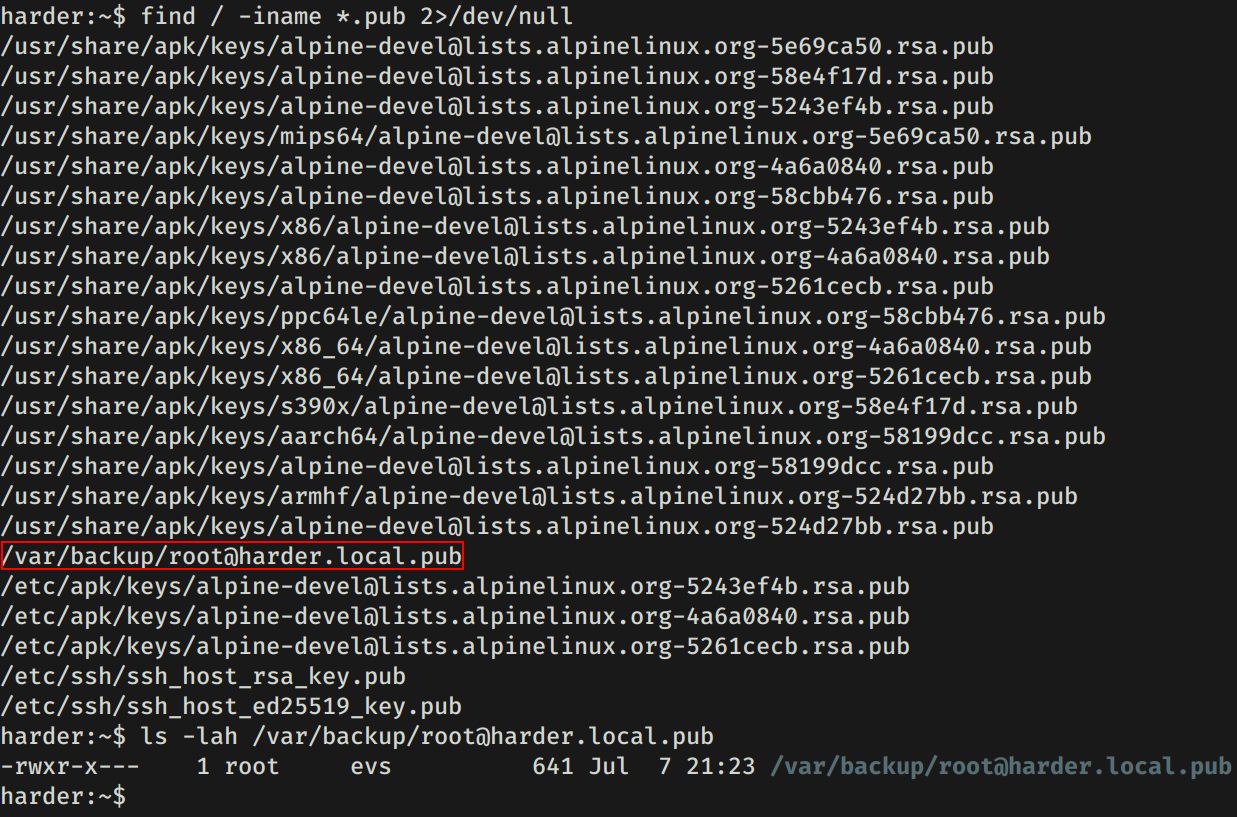 harder:~$ find / -iname *.pub 2>/dev/null
/usr/share/apk/keys/alpine-devel@lists.alpinelinux.org-5e69ca50.rsa.pub
/usr/share/apk/keys/alpine-devel@lists.alpinelinux.org-58e4f17d.rsa.pub
/usr/share/apk/keys/alpine-devel@lists.alpinelinux.org-5243ef4b.rsa.pub
/usr/share/apk/keys/mips64/alpine-devel@lists.alpinelinux.org-5e69ca50.rsa.pub
/usr/share/apk/keys/alpine-devel@lists.alpinelinux.org-4a6a0840.rsa.pub
/usr/share/apk/keys/alpine-devel@lists.alpinelinux.org-58cbb476.rsa.pub
/usr/share/apk/keys/x86/alpine-devel@lists.alpinelinux.org-5243ef4b.rsa.pub
/usr/share/apk/keys/x86/alpine-devel@lists.alpinelinux.org-4a6a0840.rsa.pub
/usr/share/apk/keys/alpine-devel@lists.alpinelinux.org-5261cecb.rsa.pub
/usr/share/apk/keys/ppc64le/alpine-devel@lists.alpinelinux.org-58cbb476.rsa.pub
/usr/share/apk/keys/x86_64/alpine-devel@lists.alpinelinux.org-4a6a0840.rsa.pub
/usr/share/apk/keys/x86_64/alpine-devel@lists.alpinelinux.org-5261cecb.rsa.pub
/usr/share/apk/keys/s390x/alpine-devel@lists.alpinelinux.org-58e4f17d.rsa.pub
/usr/share/apk/keys/aarch64/alpine-devel@lists.alpinelinux.org-58199dcc.rsa.pub
/usr/share/apk/keys/alpine-devel@lists.alpinelinux.org-58199dcc.rsa.pub
/usr/share/apk/keys/armhf/alpine-devel@lists.alpinelinux.org-524d27bb.rsa.pub
/usr/share/apk/keys/alpine-devel@lists.alpinelinux.org-524d27bb.rsa.pub
/var/backup/root@harder.local.pub
/etc/apk/keys/alpine-devel@lists.alpinelinux.org-5243ef4b.rsa.pub
/etc/apk/keys/alpine-devel@lists.alpinelinux.org-4a6a0840.rsa.pub
/etc/apk/keys/alpine-devel@lists.alpinelinux.org-5261cecb.rsa.pub
/etc/ssh/ssh_host_rsa_key.pub
/etc/ssh/ssh_host_ed25519_key.pub
harder:~$ ls -lah /var/backup/root@harder.local.pub
-rwxr-x---    1 root     evs          641 Jul  7 21:23 /var/backup/root@harder.local.pub
harder:~$